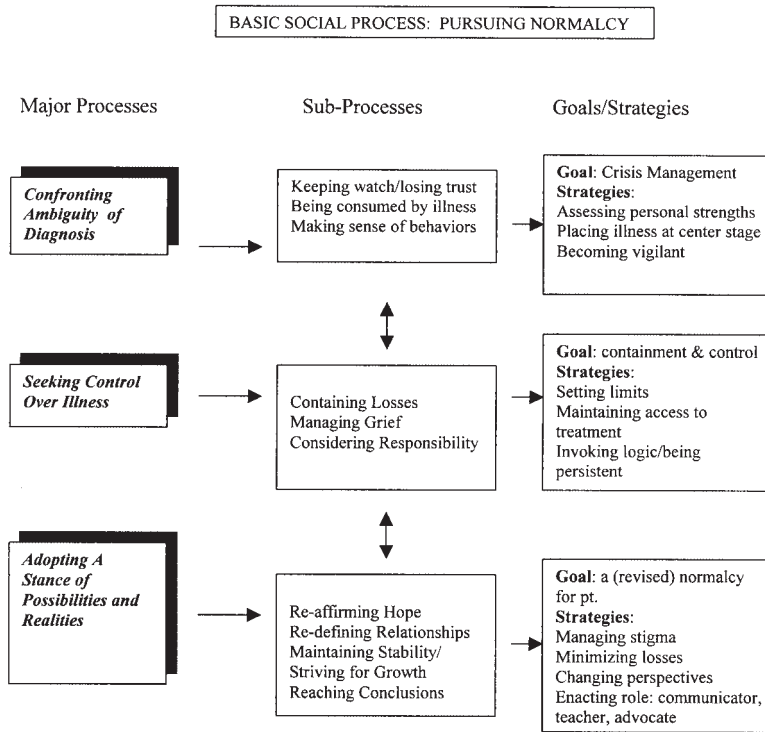 BASIC SOCIAL PROCESS: PURSUING NORMALCY
Major Processes
Sub-Processes
Goals/Strategies
Confronting
Ambiguity of
Diagnosis
Keeping watch/losing trust
Being consumed by illness
Making sense of behaviors
Goal: Crisis Management
Strategies:
Assessing personal strengths
Placing illness at center stage
Becoming vigilant
Seeking Control
Over Illness
Containing Losses
Managing Grief
Considering Responsibility
Goal: containment & control
Strategies:
Setting limits
Maintaining access to
treatment
Invoking logic/being
persistent
Adopting A
Stance of
Possibilities and
Realities
Re-affirming Hope
Re-defining Relationships
Maintaining Stability/
Striving for Growth
Reaching Conclusions
Goal: a (revised) normalcy
for pt.
Strategies:
Managing stigma
Minimizing losses
Changing perspectives
Enacting role: communicator,
teacher, advocate